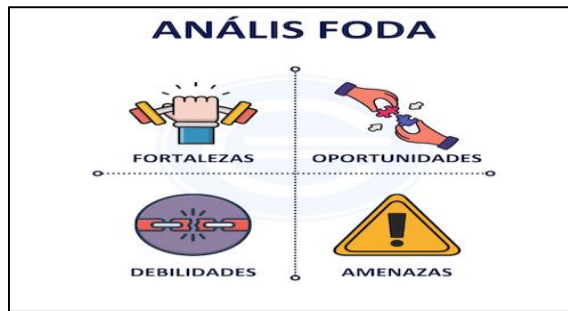 ANÁLIS FODA
FORTALEZAS
OPORTUNIDADES
DEBILIDADES
AMENAZAS